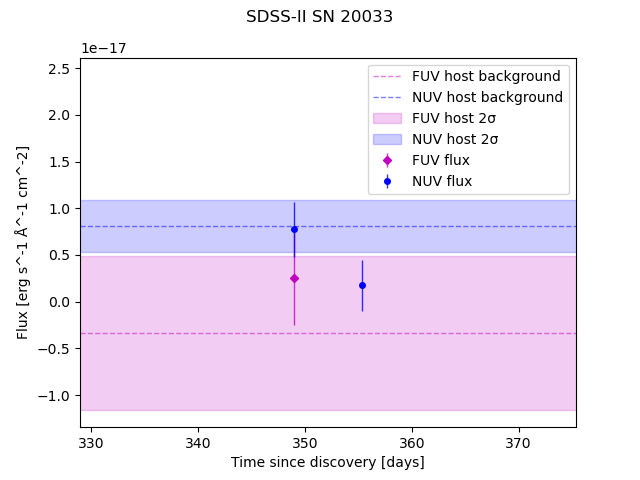 SDSS-II SN 20033
1e−17
FUV host background
NUV host background
FUV host 2σ
NUV host 2σ
FUV flux
NUV flux
2.5
2.0
1.5
1.0
0.5
0.0
−0.5
−1.0
Flux [erg s^-1 Å^-1 cm^-2]
330 340 350 360 370
Time since discovery [days]